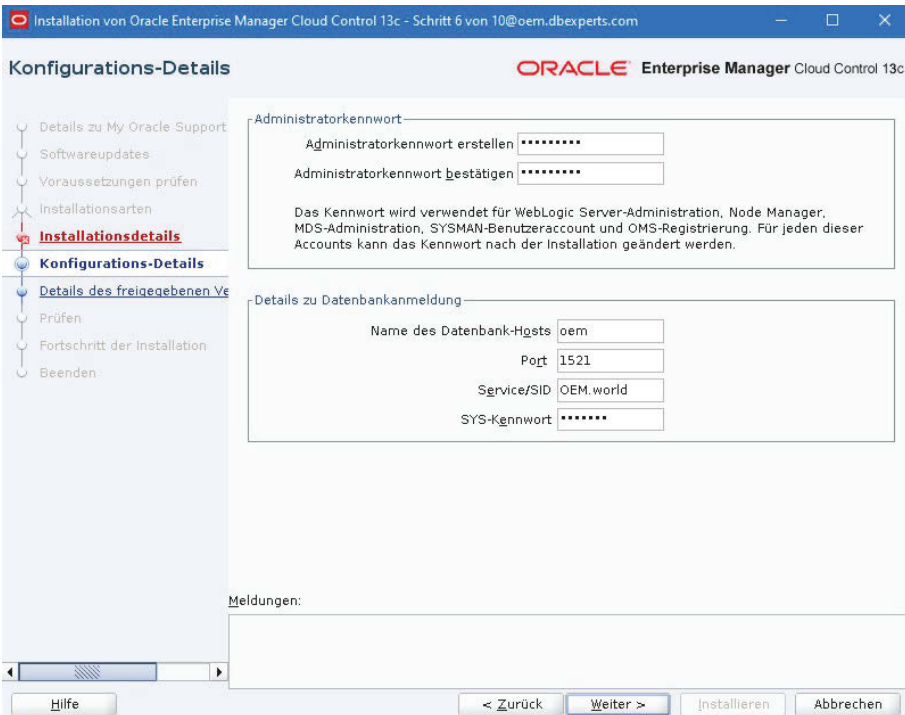 Installation von Oracle Enterprise Manager Cloud Control 13c - Schritt 6 von 10@oem.dbexperts.com
Konfigurations-Details
ORACLE Enterprise Manager Cloud Control 13c
Details zu My Oracle Support
Softwareupdates
Voraussetzungen prüfen
Installationsarten
Installationsdetails
Konfigurations-Details
Details des freigegebenen Ve
Prüfen
Fortschritt der Installation
Beenden
Administratorkennwort
Administratorkennwort erstellen •••••••••
Administratorkennwort bestätigen •••••••••
Das Kennwort wird verwendet für WebLogic Server-Administration, Node Manager,
MDS-Administration, SYSMAN-Benutzeraccount und OMS-Registrierung. Für jeden dieser
Accounts kann das Kennwort nach der Installation geändert werden.
Details zu Datenbankanmeldung
Name des Datenbank-Hosts oem
Port 1521
Service/SID OEM.world
SYS-Kennwort •••••••
Meldungen:
Hilfe
< Zurück
Weiter >
Installieren
Abbrechen